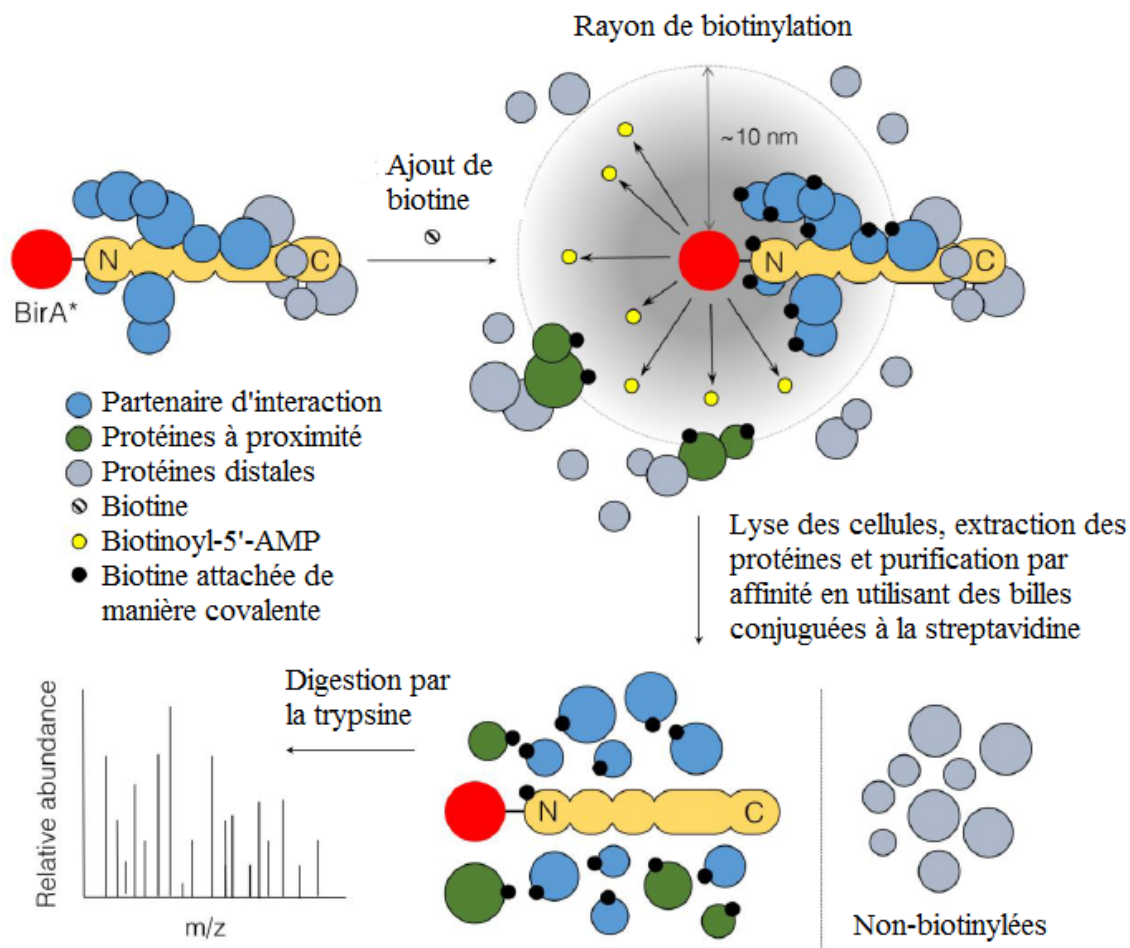 Rayon de biotinylation
~10 nm
Ajout de
biotine
N
C
BirA*
N
C
Partenaire d'interaction
Protéines à proximité
Protéines distales
Biotine
Biotinoyl-5'-AMP
Biotine attachée de
manière covalente
Lyse des cellules, extraction des
protéines et purification par
affinité en utilisant des billes
conjuguées à la streptavidine
Digestion par
la trypsine
Relative abundance
m/z
N
C
Non-biotinylées